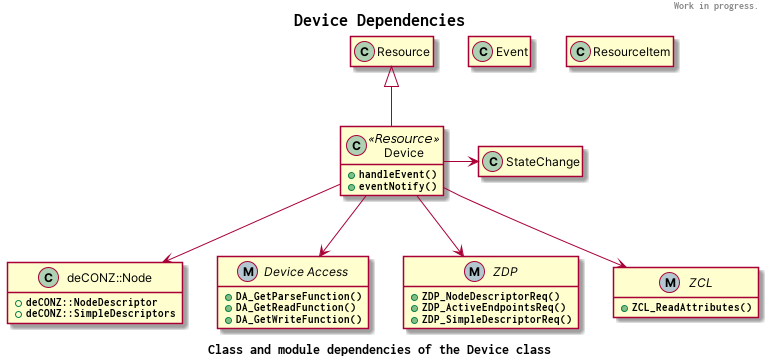 Work in progress.
Device Dependencies
C Resource
C Event
C ResourceItem
C «Resource»
Device
handleEvent()
eventNotify()
C StateChange
C deCONZ::Node
deCONZ::NodeDescriptor
deCONZ::SimpleDescriptors
M Device Access
DA_GetParseFunction()
DA_GetReadFunction()
DA_GetWriteFunction()
M ZDP
ZDP_NodeDescriptorReq()
ZDP_ActiveEndpointsReq()
ZDP_SimpleDescriptorReq()
M ZCL
ZCL_ReadAttributes()
Class and module dependencies of the Device class